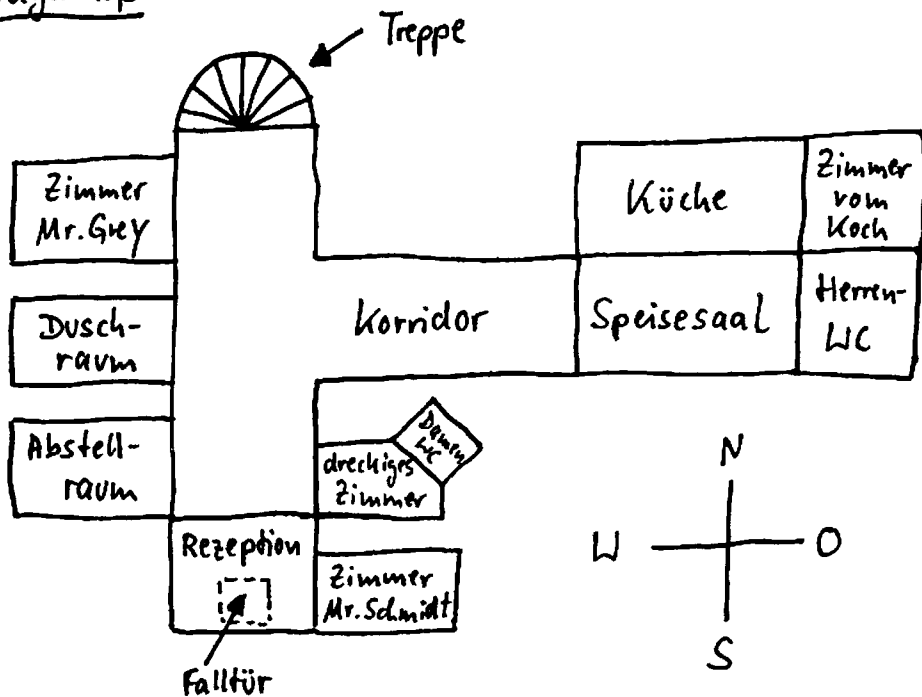 Treppe
Zimmer
Mr. Grey
Küche
Zimmer
vom
Koch
Dusch-
raum
Korridor
Speisesaal
Herren-
WC
Abstell-
raum
Damen
WC
dreckiges
Zimmer
N
W
O
S
Rezeption
Zimmer
Mr. Schmidt
Falltür